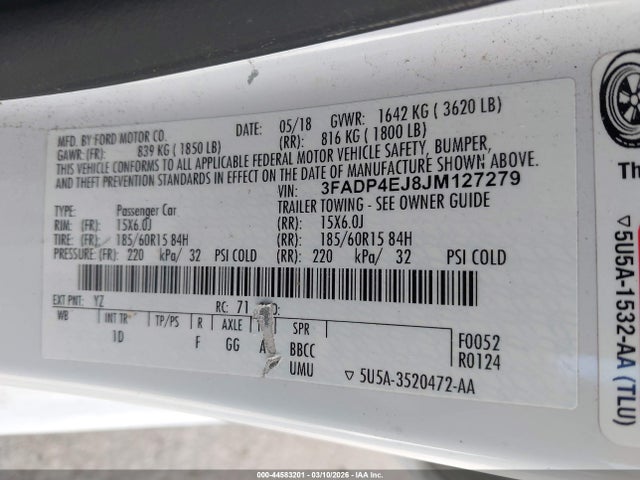 MFD. BY FORD MOTOR CO.
DATE: 05/18 GVWR: 1642 KG ( 3620 LB)
GAWR: (FR): 839 KG ( 1850 LB) (RR): 816 KG ( 1800 LB)
THIS VEHICLE CONFORMS TO ALL APPLICABLE FEDERAL MOTOR VEHICLE SAFETY, BUMPER,
AND THEFT PREVENTION STANDARDS IN EFFECT ON THE DATE OF MANUFACTURE SHOWN ABOVE.
VIN: 3FADP4EJ8JM127279
TYPE: Passenger Car TRAILER TOWING - SEE OWNER GUIDE
RIM: (FR): 15X6.0J (RR): 15X6.0J
TIRE: (FR): 185/60R15 84H (RR): 185/60R15 84H
PRESSURE: (FR): 220 kPa/ 32 PSI COLD (RR): 220 kPa/ 32 PSI COLD
EXT PNT: YZ RC: 71
WB INT TR TP/PS R AXLE SPR
1D F GG A BBCC
UMU
F0052
R0124
▽ 5U5A-3520472-AA
Th
▽ 5U5A-1532-AA (TLU)
000-44583201 - 03/10/2026 - IAA Inc.